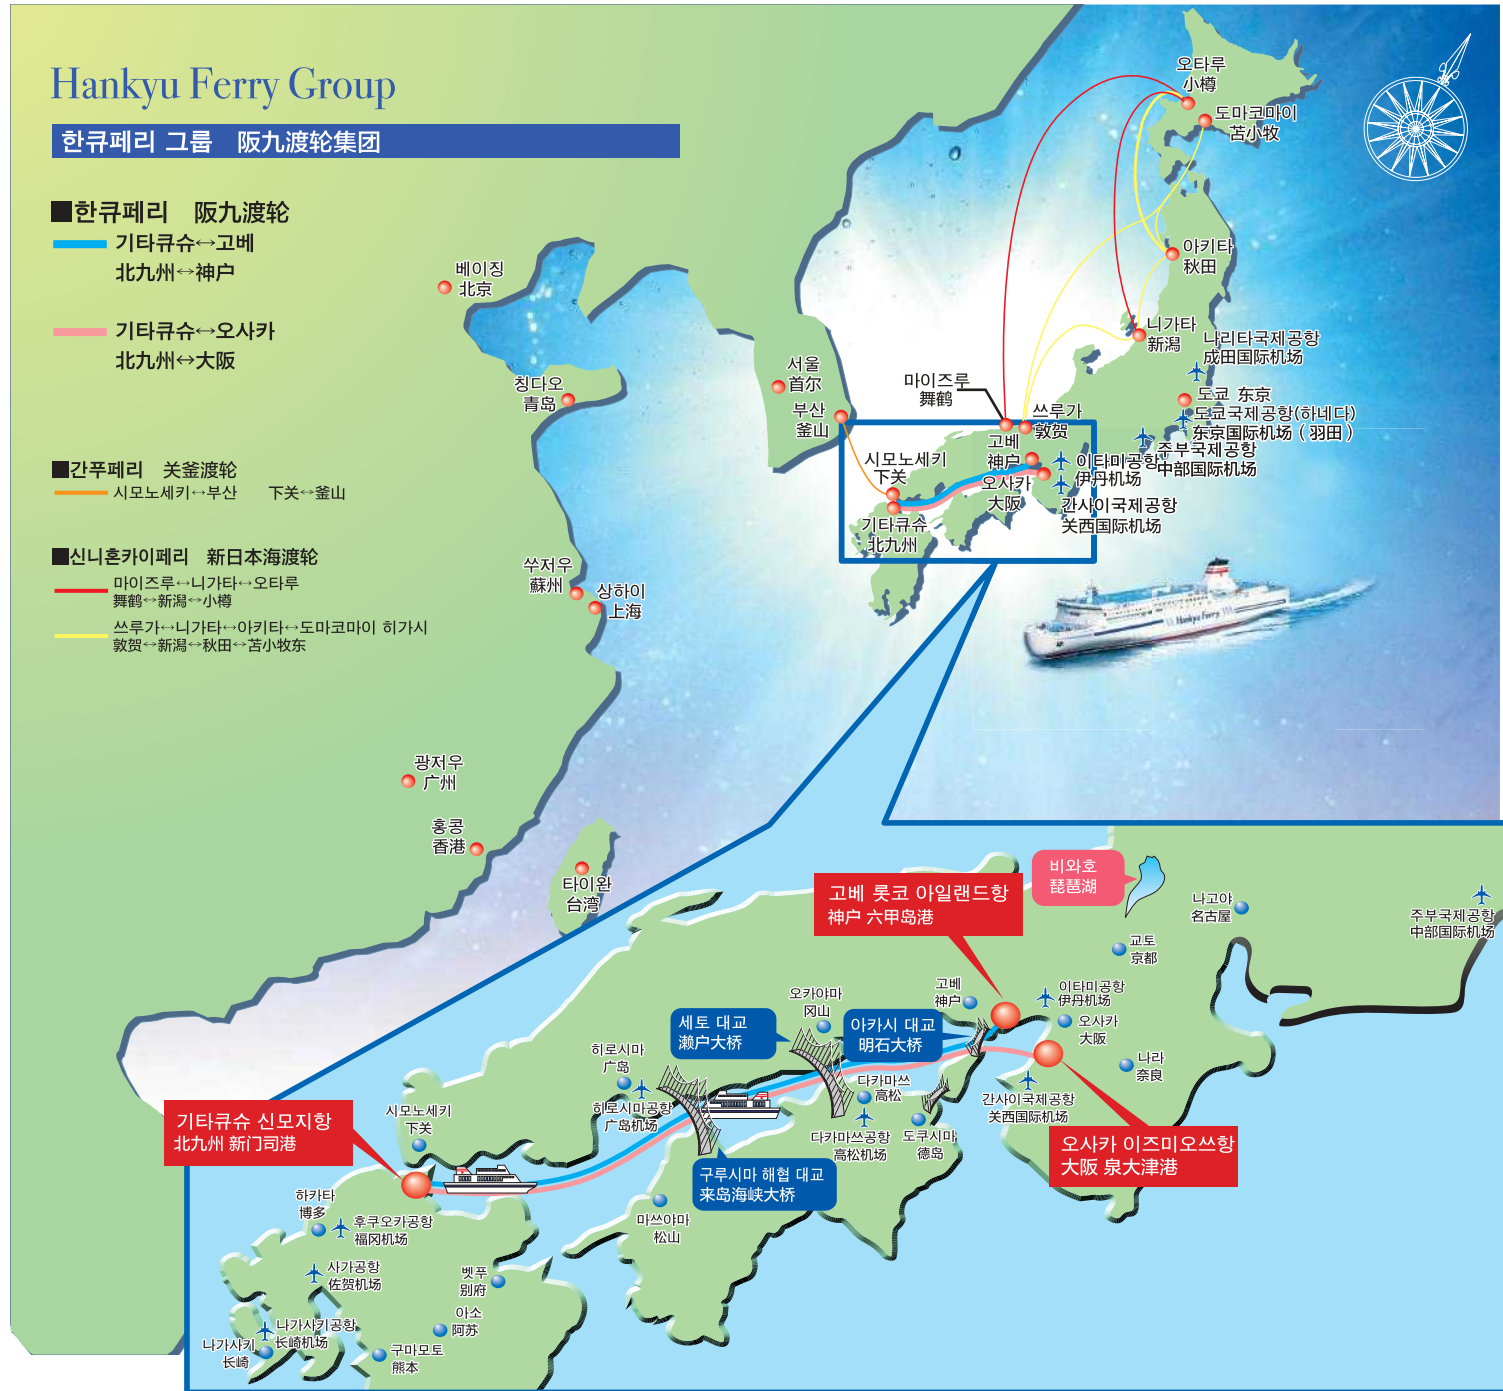 Hankyu Ferry Group
한큐페리 그룹 阪九渡轮集团
■한큐페리 阪九渡轮
기타큐슈↔고베
北九州↔神户
기타큐슈↔오사카
北九州↔大阪
■간푸페리 关釜渡轮
시모노세키↔부산 下关↔釜山
■신니혼카이페리 新日本海渡轮
마이즈루↔니가타↔오타루
舞鹤↔新潟↔小樽
쓰루가↔니가타↔아키타↔도마코마이 히가시
敦贺↔新潟↔秋田↔苫小牧东
오타루
小樽
도마코마이
苫小牧
아키타
秋田
니가타
新潟
나리타국제공항
成田国际机场
도쿄 东京
도쿄국제공항(하네다)
东京国际机场（羽田）
주부국제공항
中部国际机场
베이징
北京
칭다오
青岛
서울
首尔
부산
釜山
마이즈루
舞鹤
쓰루가
敦贺
고베
神户
이타미공항
伊丹机场
오사카
大阪
간사이국제공항
关西国际机场
시모노세키
下关
기타큐슈
北九州
쑤저우
蘇州
상하이
上海
Hankyu Ferry
광저우
广州
홍콩
香港
타이완
台湾
고베 롯코 아일랜드항
神户 六甲岛港
비와호
琵琶湖
나고야
名古屋
주부국제공항
中部国际机场
교토
京都
고베
神户
이타미공항
伊丹机场
오사카
大阪
나라
奈良
간사이국제공항
关西国际机场
오사카 이즈미오쓰항
大阪 泉大津港
오카야마
冈山
세토 대교
濑户大桥
아카시 대교
明石大桥
히로시마
广岛
히로시마공항
广岛机场
다카마쓰
高松
다카마쓰공항
高松机场
도쿠시마
德岛
구루시마 해협 대교
来岛海峡大桥
마쓰야마
松山
시모노세키
下关
기타큐슈 신모지항
北九州 新门司港
하카타
博多
후쿠오카공항
福冈机场
사가공항
佐贺机场
벳푸
别府
아소
阿苏
나가사키공항
长崎机场
나가사키
长崎
구마모토
熊本